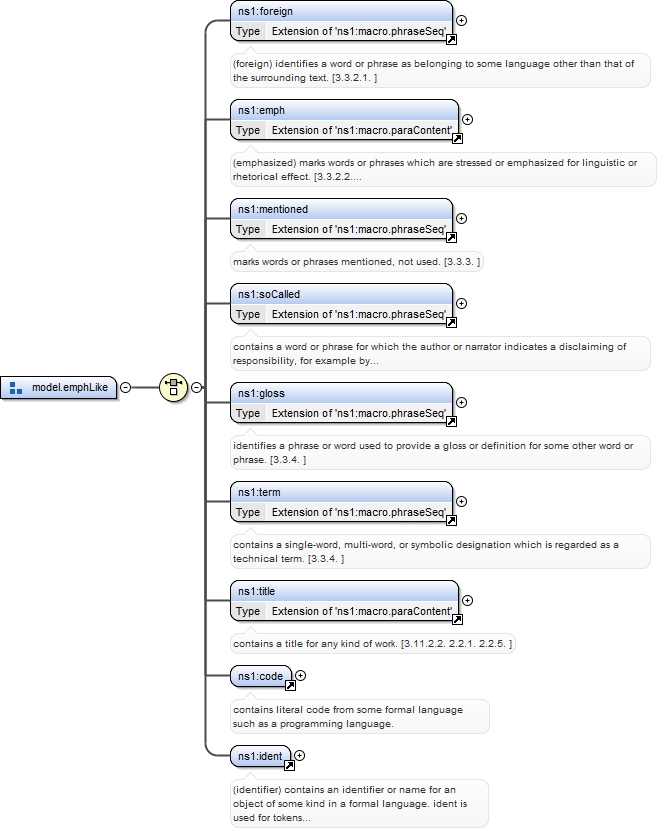 ns1:foreign
Type Extension of 'ns1:macro.phraseSeq'
(foreign) identifies a word or phrase as belonging to some language other than that of
the surrounding text. [3.3.2.1. ]
ns1:emph
Type Extension of 'ns1:macro.paraContent'
(emphasized) marks words or phrases which are stressed or emphasized for linguistic or
rhetorical effect. [3.3.2.2....
ns1:mentioned
Type Extension of 'ns1:macro.phraseSeq'
marks words or phrases mentioned, not used. [3.3.3. ]
ns1:soCalled
Type Extension of 'ns1:macro.phraseSeq'
contains a word or phrase for which the author or narrator indicates a disclaiming of
responsibility, for example by...
model.emphLike
ns1:gloss
Type Extension of 'ns1:macro.phraseSeq'
identifies a phrase or word used to provide a gloss or definition for some other word or
phrase. [3.3.4. ]
ns1:term
Type Extension of 'ns1:macro.phraseSeq'
contains a single-word, multi-word, or symbolic designation which is regarded as a
technical term. [3.3.4. ]
ns1:title
Type Extension of 'ns1:macro.paraContent'
contains a title for any kind of work. [3.11.2.2. 2.2.1. 2.2.5. ]
ns1:code
contains literal code from some formal language
such as a programming language.
ns1:ident
(identifier) contains an identifier or name for an
object of some kind in a formal language. ident is
used for tokens...